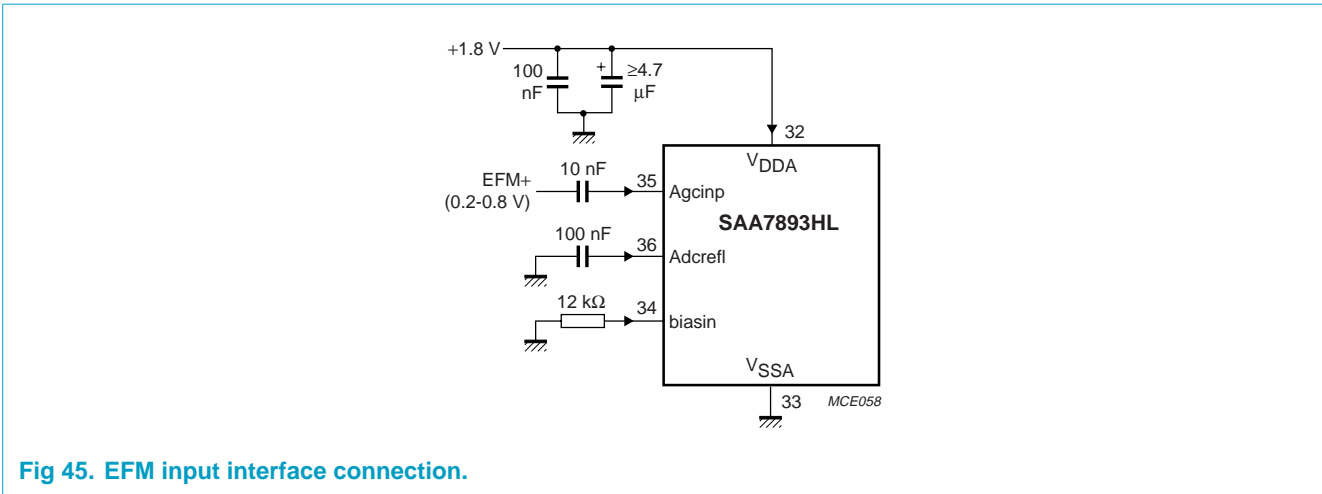 +1.8 V
100
nF
+
≥4.7
μF
32
VDDA
EFM+
(0.2-0.8 V)
10 nF
35
Agcinp
SAA7893HL
100 nF
36
Adcrefl
12 kΩ
34
biasin
VSSA
33
MCE058
Fig 45. EFM input interface connection.